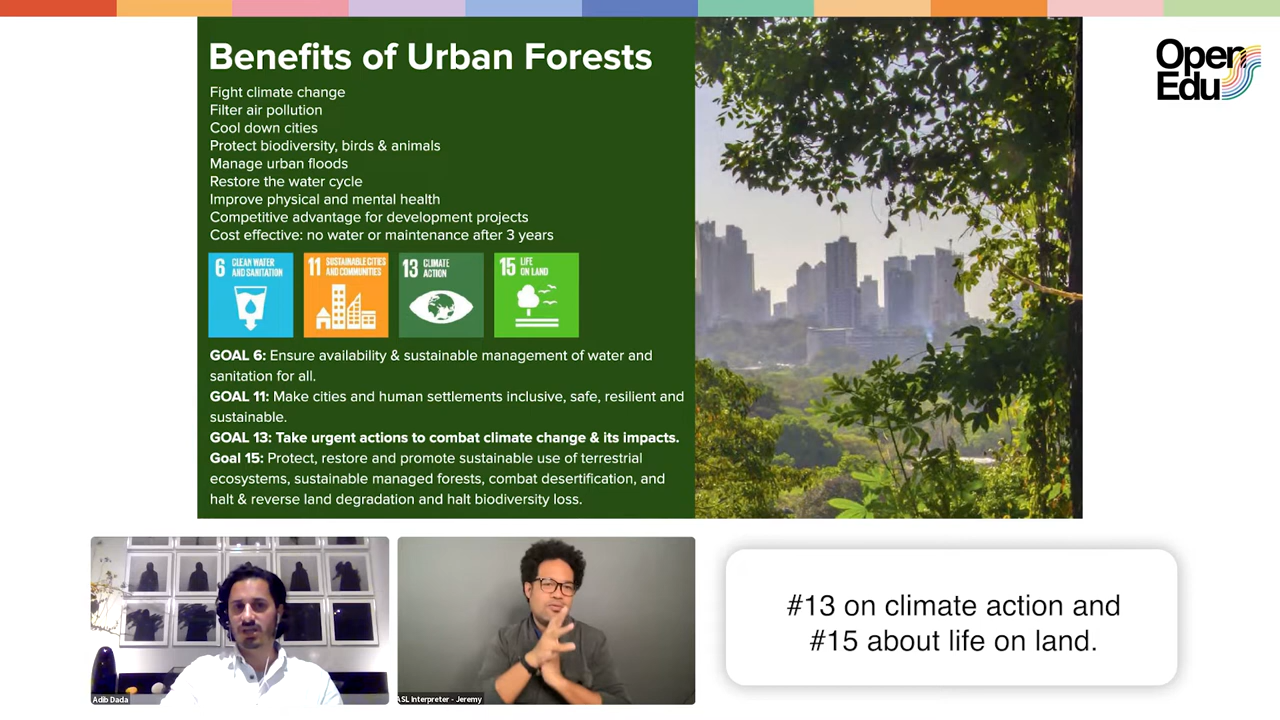 Benefits of Urban Forests
Fight climate change
Filter air pollution
Cool down cities
Protect biodiversity, birds & animals
Manage urban floods
Restore the water cycle
Improve physical and mental health
Competitive advantage for development projects
Cost effective: no water or maintenance after 3 years
6 CLEAN WATER
AND SANITATION
11 SUSTAINABLE CITIES
AND COMMUNITIES
13 CLIMATE
ACTION
15 LIFE
ON LAND
GOAL 6: Ensure availability & sustainable management of water and
sanitation for all.
GOAL 11: Make cities and human settlements inclusive, safe, resilient and
sustainable.
GOAL 13: Take urgent actions to combat climate change & its impacts.
Goal 15: Protect, restore and promote sustainable use of terrestrial
ecosystems, sustainable managed forests, combat desertification, and
halt & reverse land degradation and halt biodiversity loss.
Open
Edu
Adib Dada
ASL Interpreter - Jeremy
#13 on climate action and
#15 about life on land.